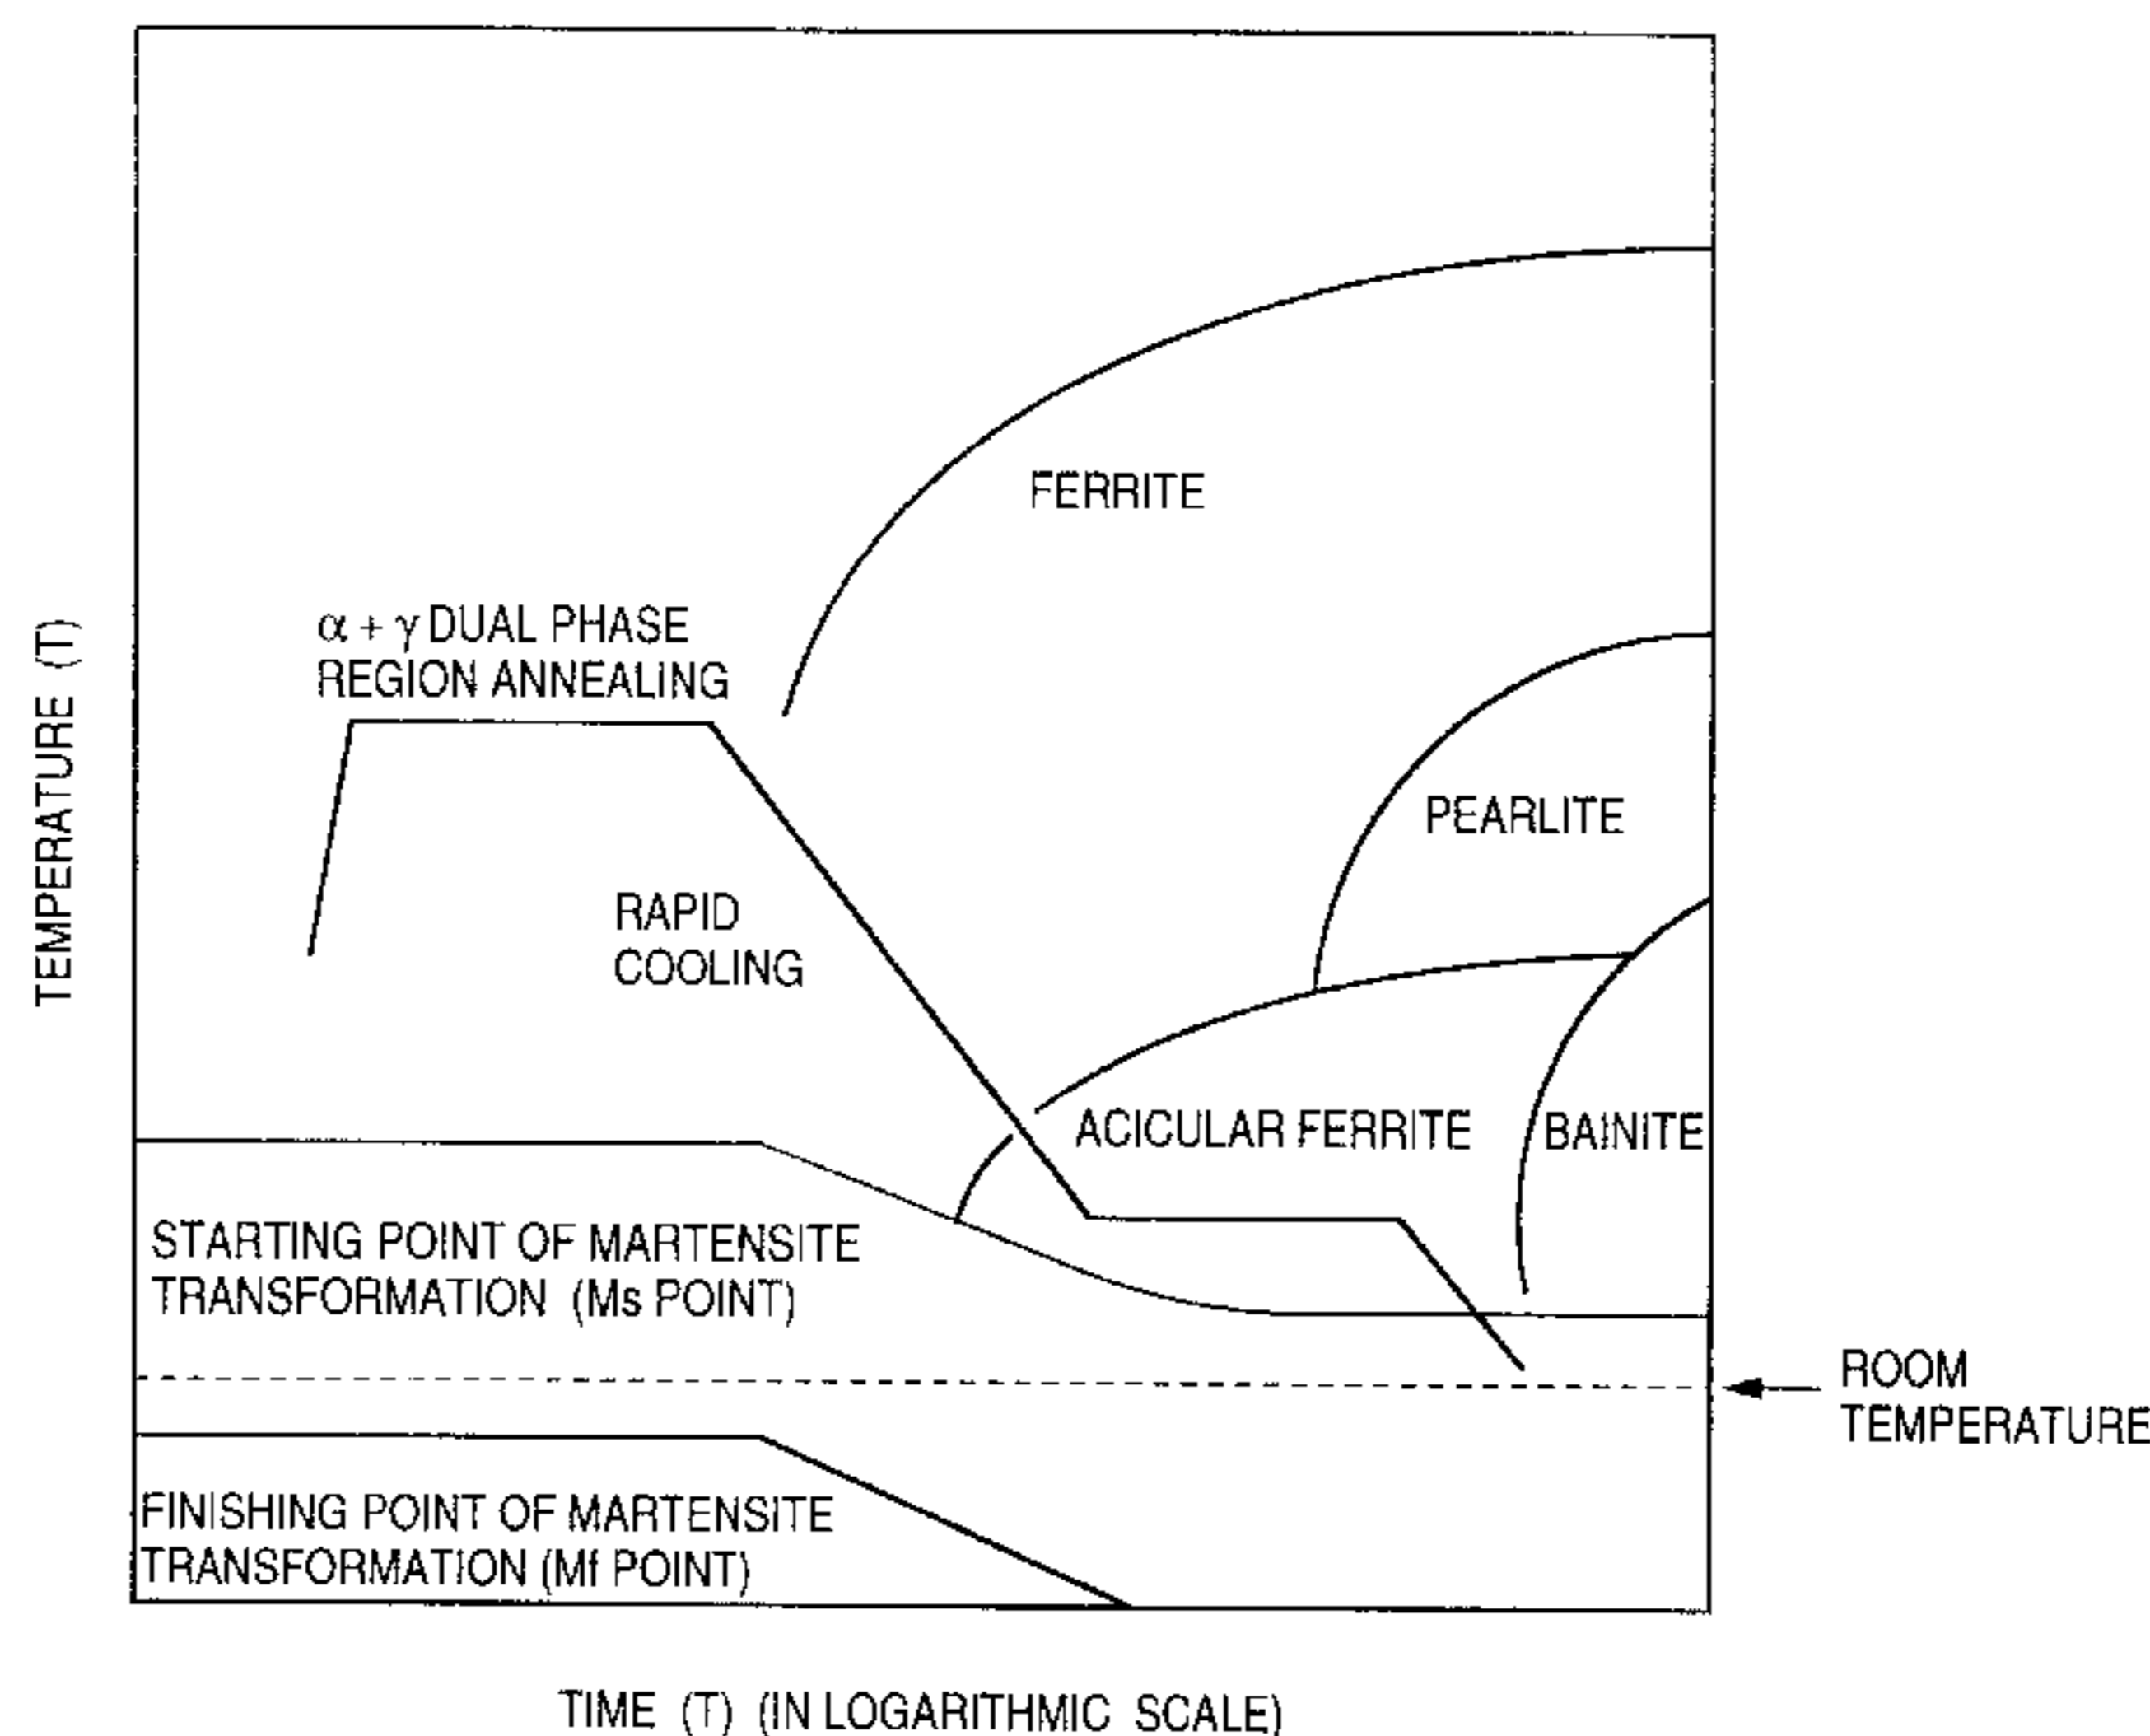 FERRITE
α + γ DUAL PHASE
REGION ANNEALING
TEMPERATURE (T)
PEARLITE
RAPID
COOLING
ACICULAR FERRITE
BAINITE
STARTING POINT OF MARTENSITE
TRANSFORMATION (Ms POINT)
ROOM
TEMPERATURE
FINISHING POINT OF MARTENSITE
TRANSFORMATION (Mf POINT)
TIME (T) (IN LOGARITHMIC SCALE)